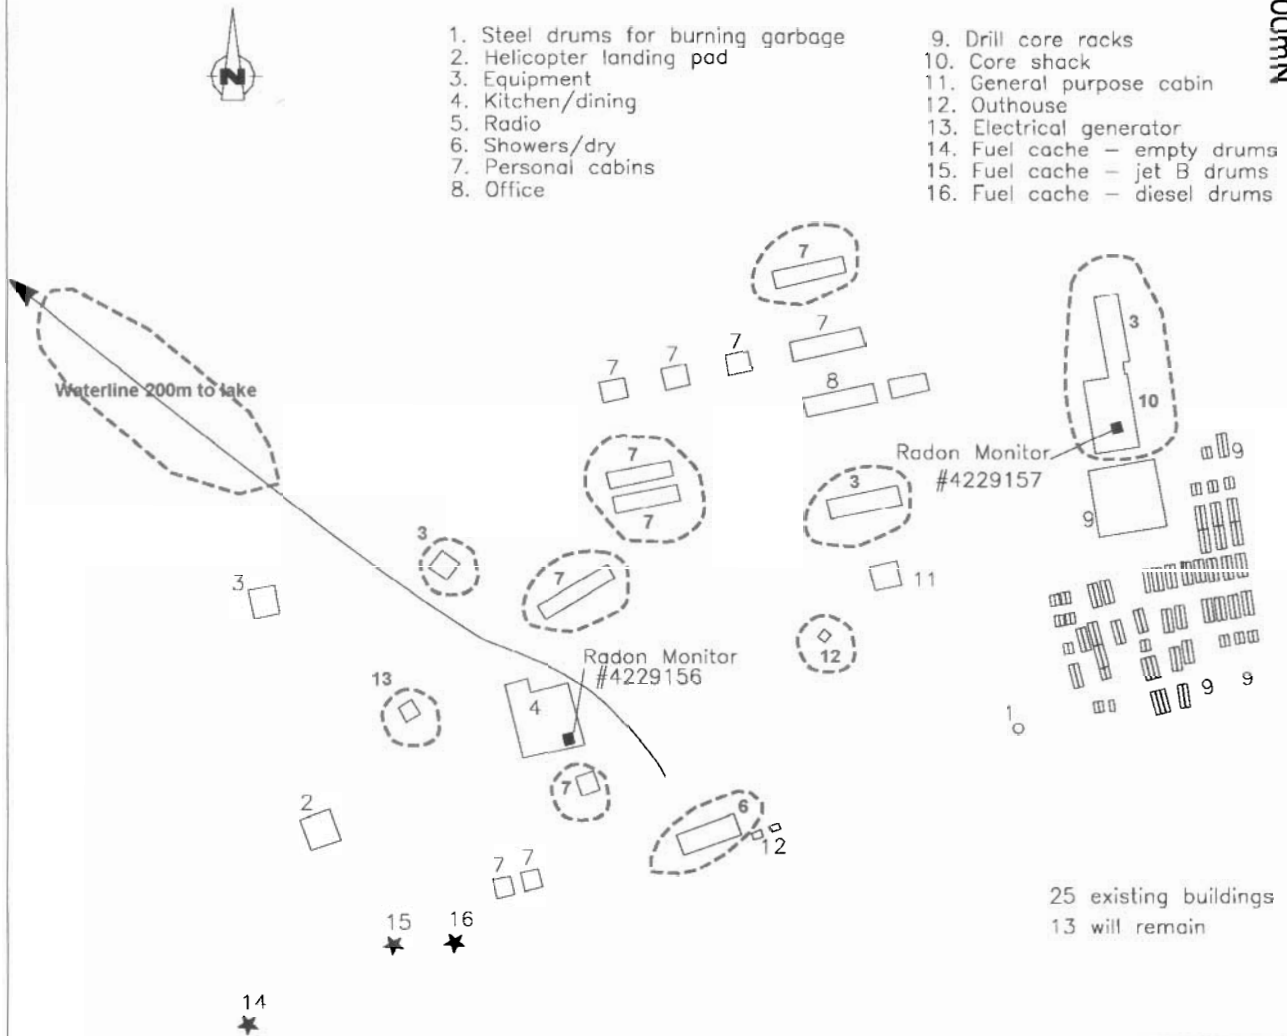 N
1. Steel drums for burning garbage
2. Helicopter landing pad
3. Equipment
4. Kitchen/dining
5. Radio
6. Showers/dry
7. Personal cabins
8. Office
9. Drill core racks
10. Core shack
11. General purpose cabin
12. Outhouse
13. Electrical generator
14. Fuel cache — empty drums
15. Fuel cache — jet B drums
16. Fuel cache — diesel drums
7
3
7
7
7
7
8
10
Waterline 200m to lake
Radon Monitor
#4229157
9
7
3
9
7
3
7
11
3
12
Radon Monitor
#4229156
13
4
9
9
1
7
6
2
12
7
7
25 existing buildings
13 will remain
15
16
14